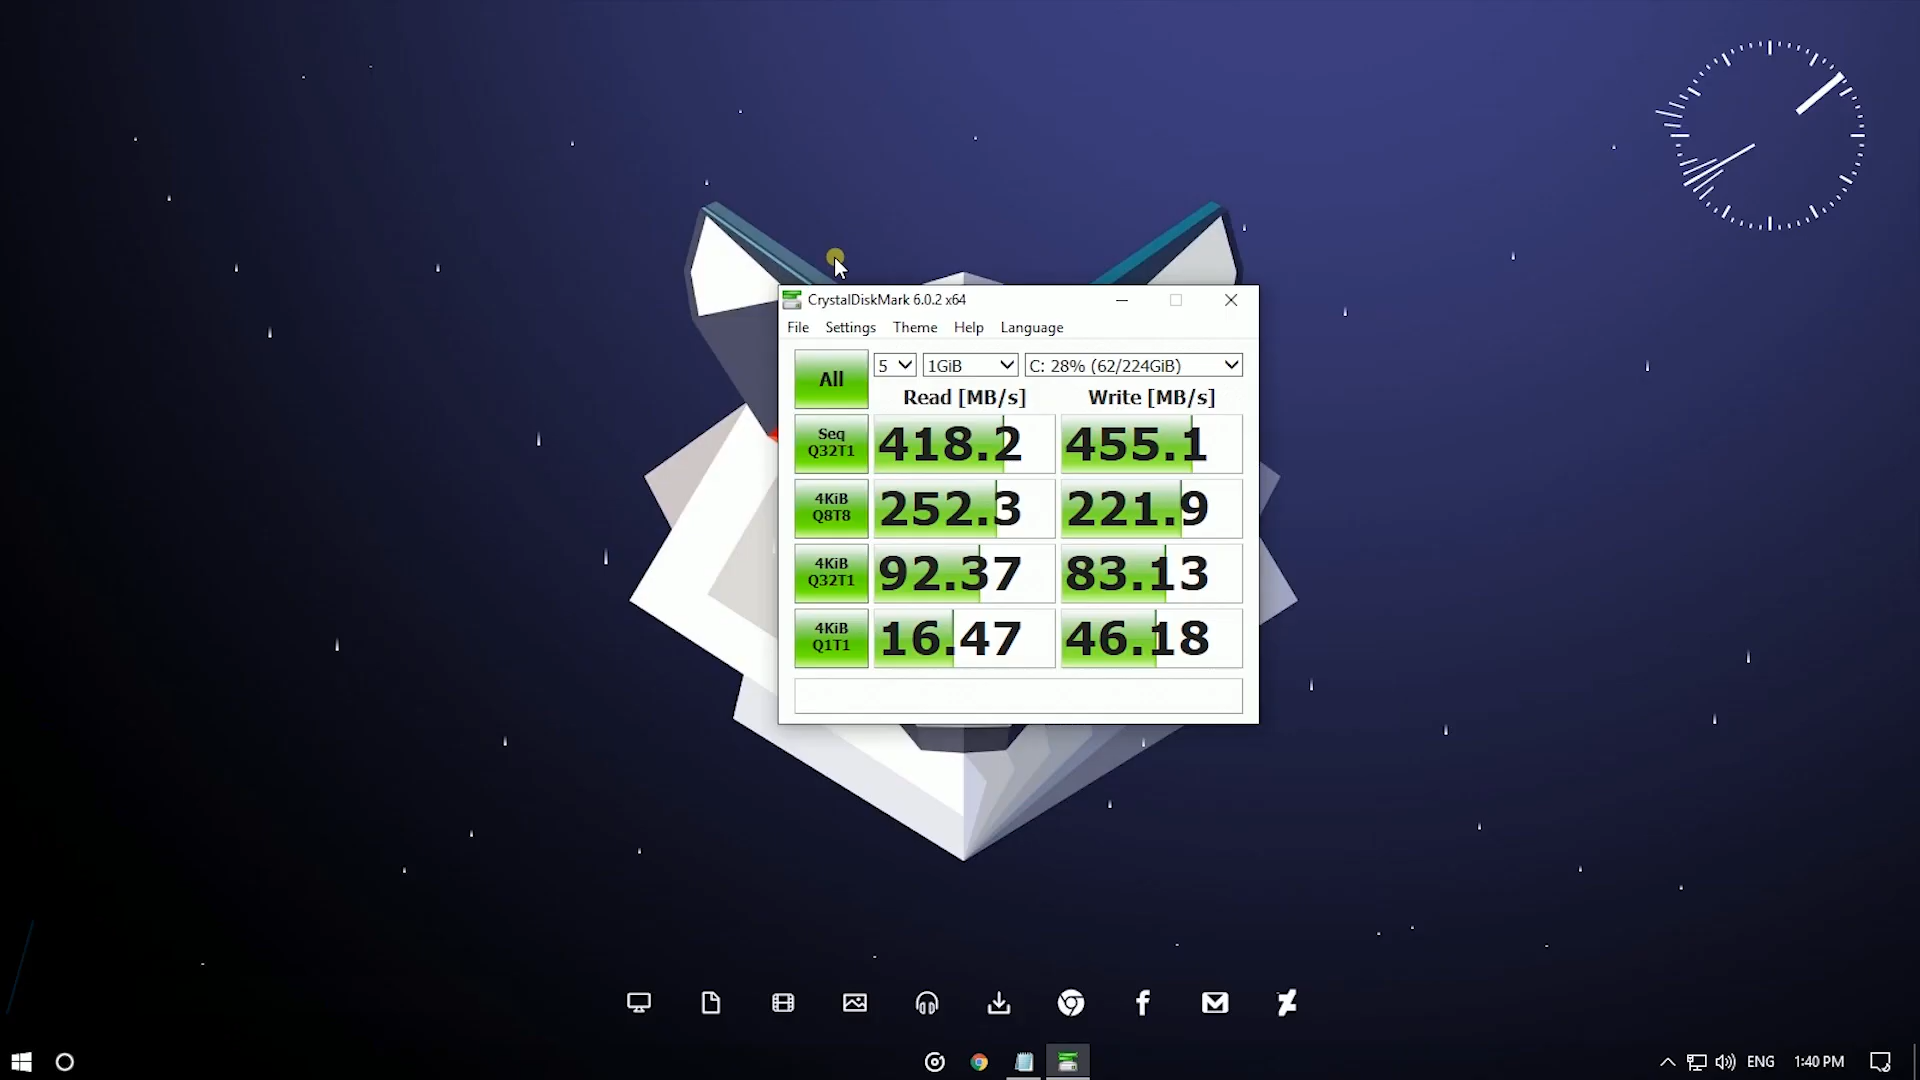 CrystalDiskMark 6.0.2 x64
File Settings Theme Help Language
All
5 1GiB C: 28% (62/224GiB)
Read [MB/s] Write [MB/s]
Seq
Q32T1
418.2 455.1
4KiB
Q8T8
252.3 221.9
4KiB
Q32T1
92.37 83.13
4KiB
Q1T1
16.47 46.18
ENG 1:40 PM